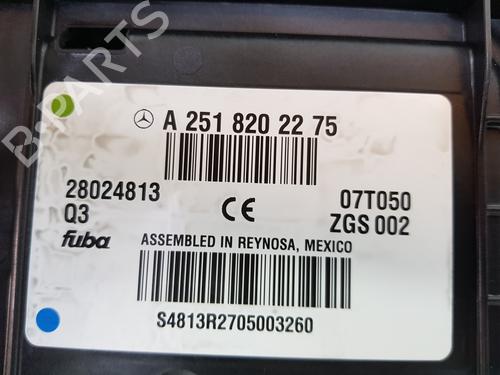 B-PARTS
A 251 820 22 75
28024813
07T050
Q3
CE
ZGS 002
fuba
ASSEMBLED IN REYNOSA, MEXICO
S4813R2705003260